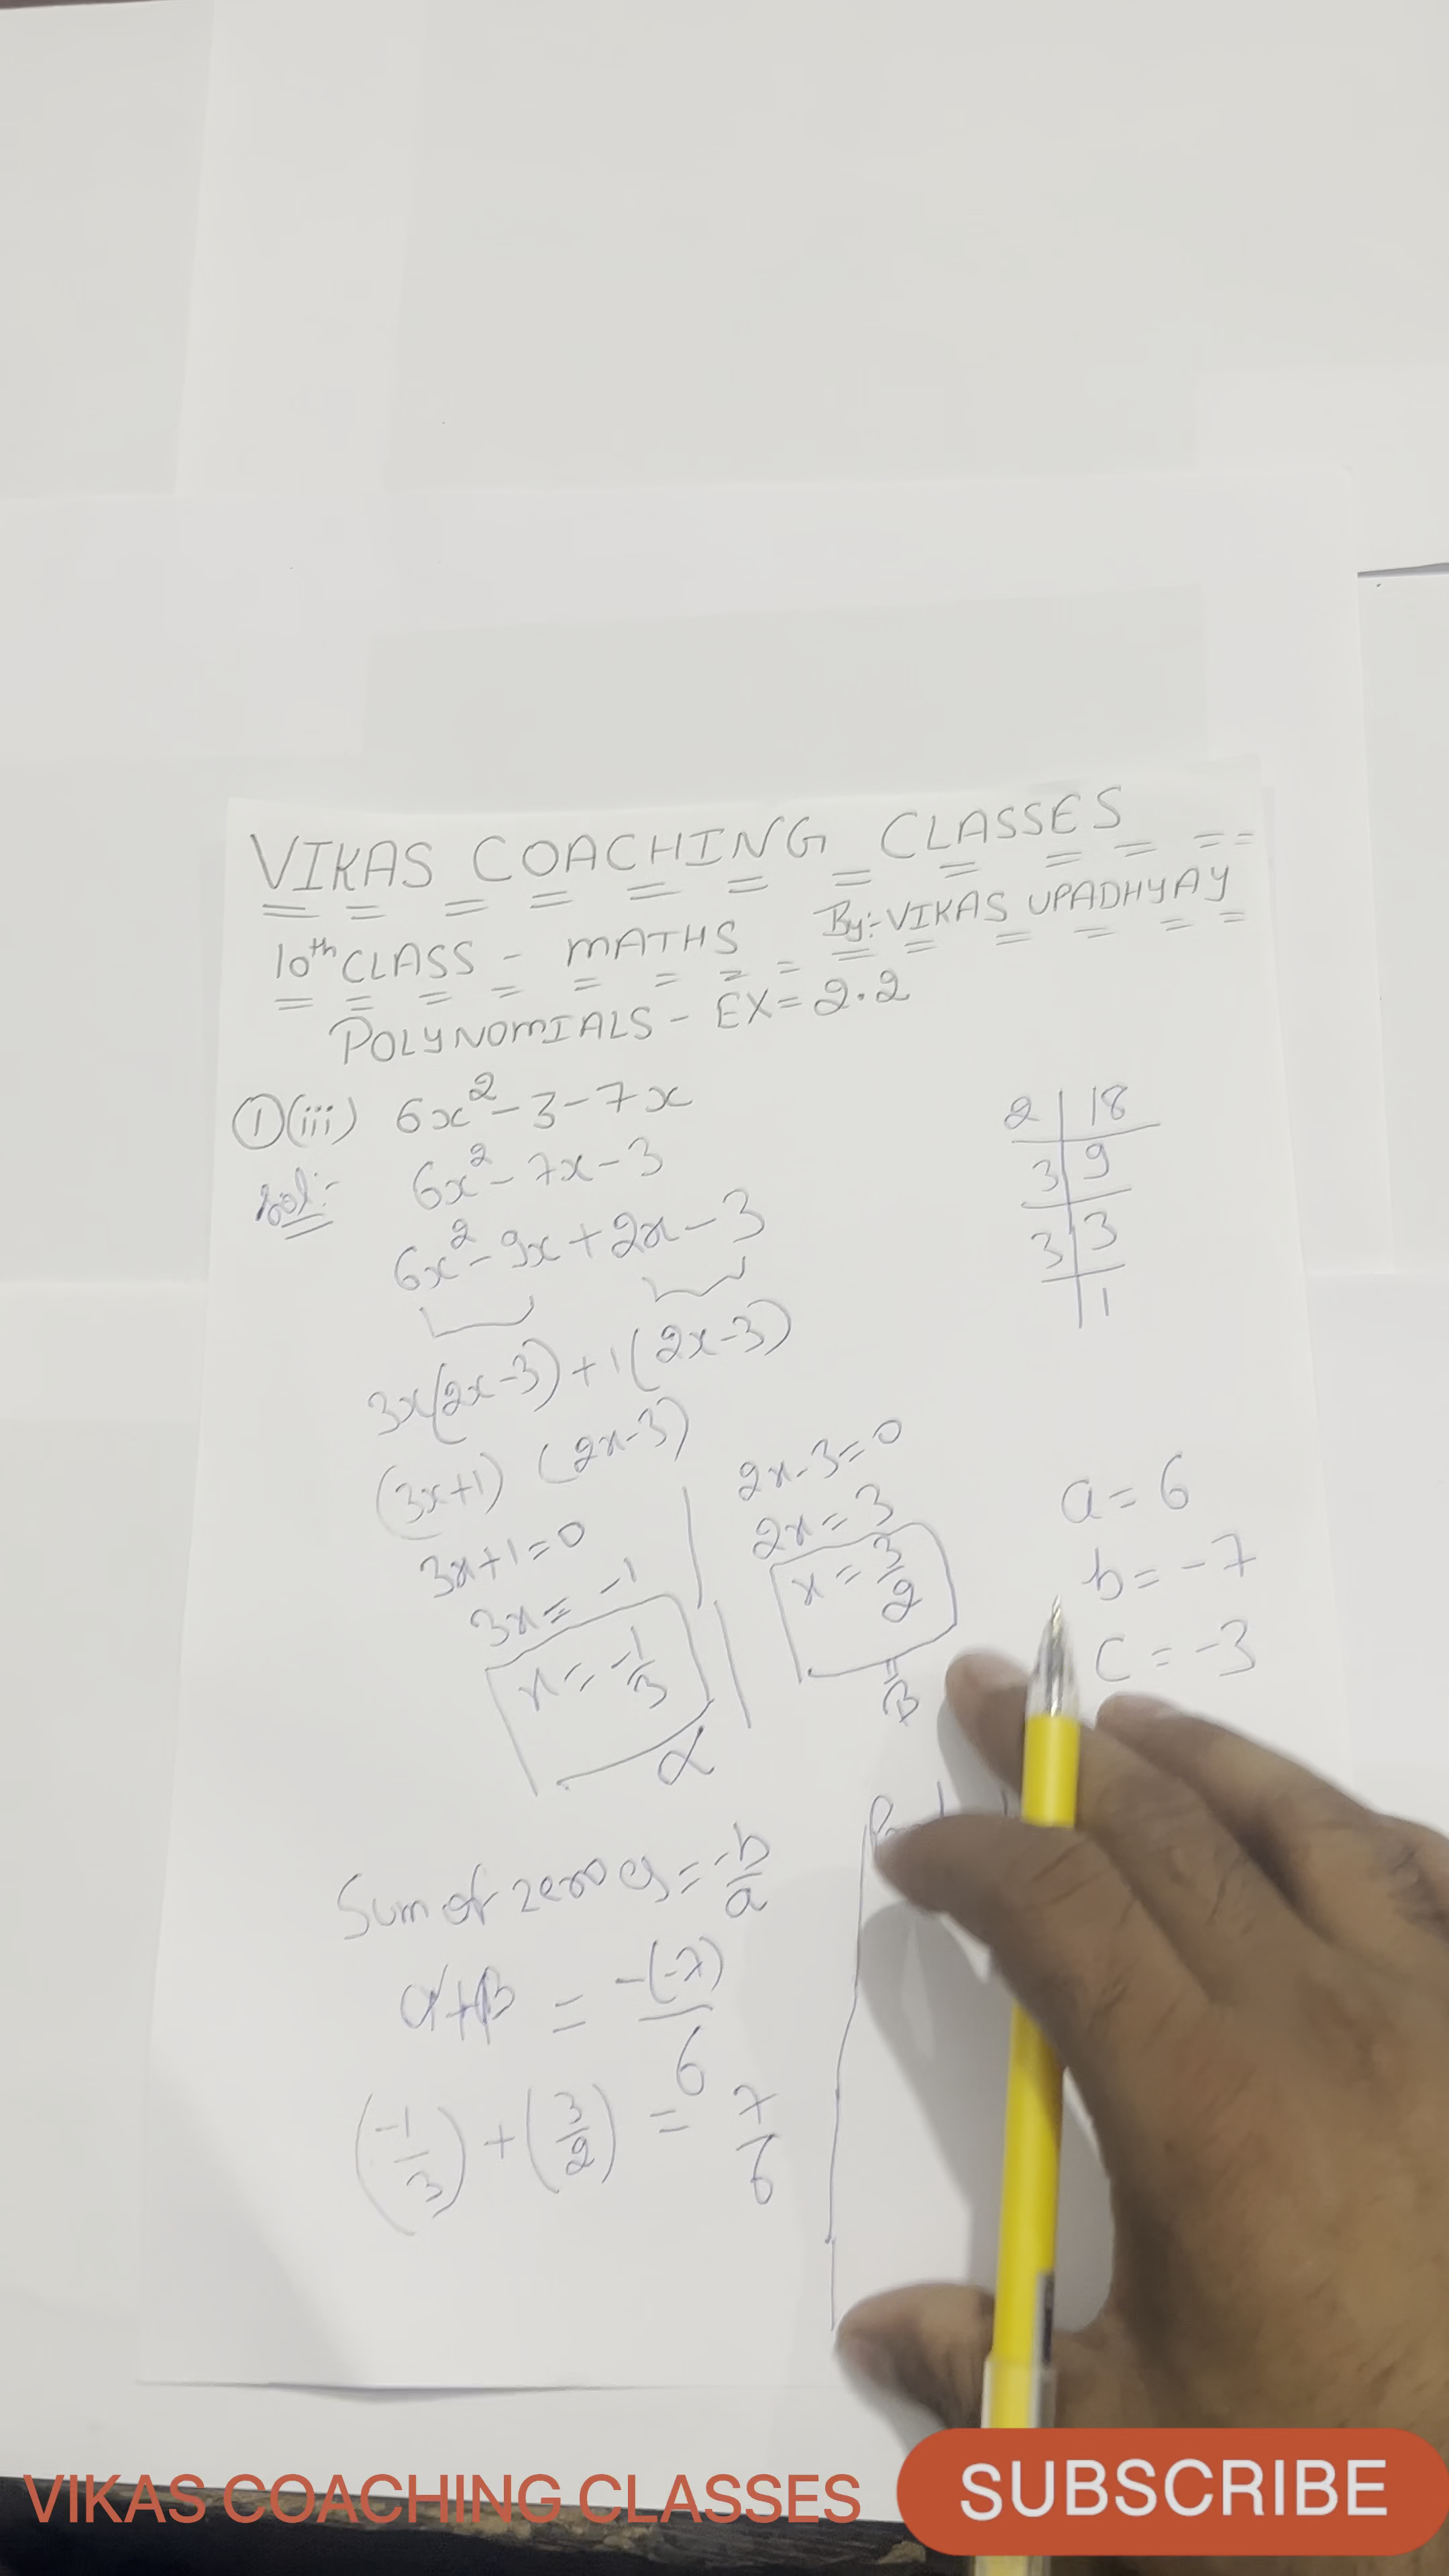 VIKAS COACHING CLASSES
10th CLASS - MATHS By:- VIKAS UPADHYAY
POLYNOMIALS - EX = 2.2
①(iii) 6x² - 3 - 7x
Sol:- 6x² - 7x - 3
6x² - 9x + 2x - 3
3x(2x-3) + 1(2x-3)
(3x+1) (2x-3)
3x+1=0
3x = -1
x = -1/3
α
2x-3=0
2x = 3
x = 3/2
= β
2 | 18
3 | 9
3 | 3
| 1
a = 6
b = -7
c = -3
Sum of zeroes = -b/a
α+β = -(-7)/6
(-1/3) + (3/2) = 7/6
VIKAS COACHING CLASSES
SUBSCRIBE